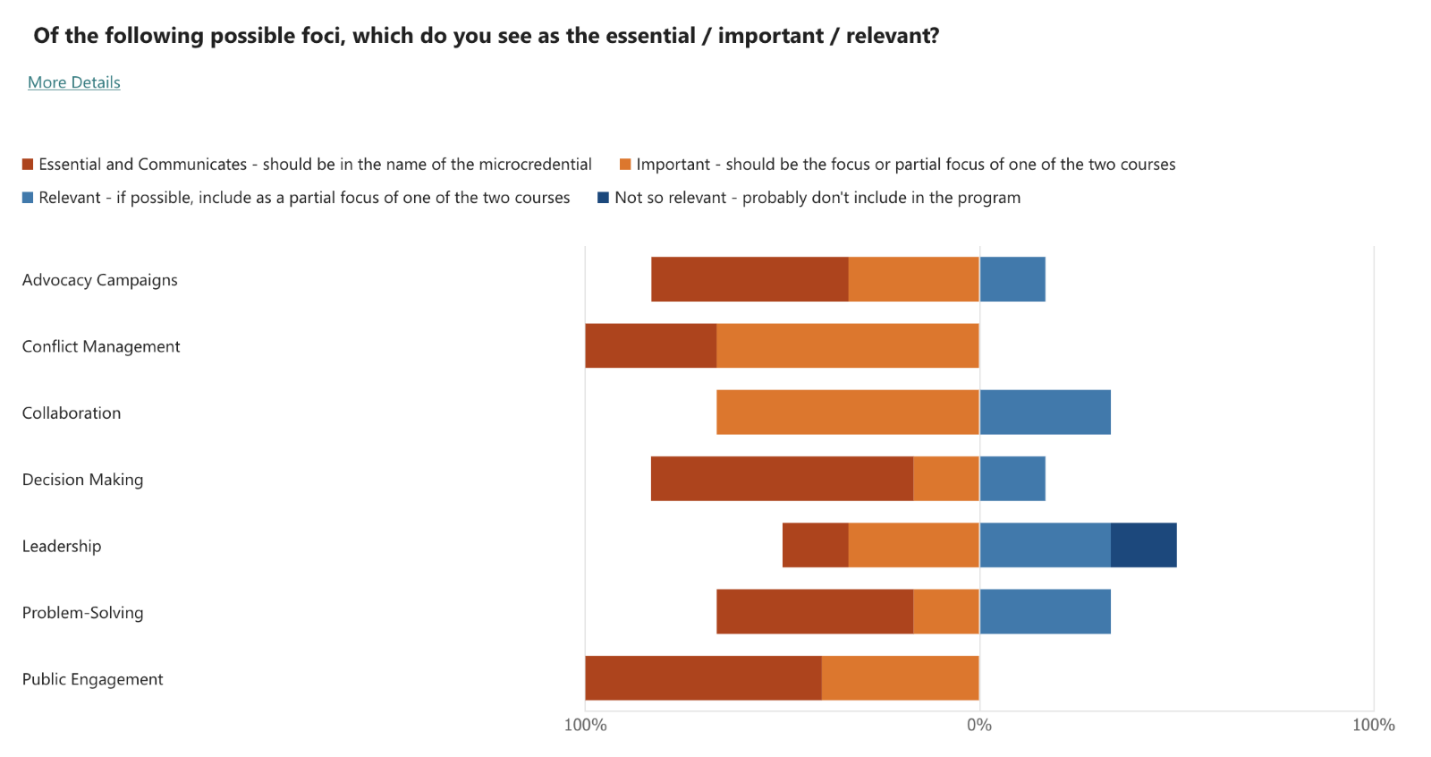 Of the following possible foci, which do you see as the essential / important / relevant?
More Details
Essential and Communicates - should be in the name of the microcredential
Important - should be the focus or partial focus of one of the two courses
Relevant - if possible, include as a partial focus of one of the two courses
Not so relevant - probably don't include in the program
Advocacy Campaigns
Conflict Management
Collaboration
Decision Making
Leadership
Problem-Solving
Public Engagement
100%
0%
100%